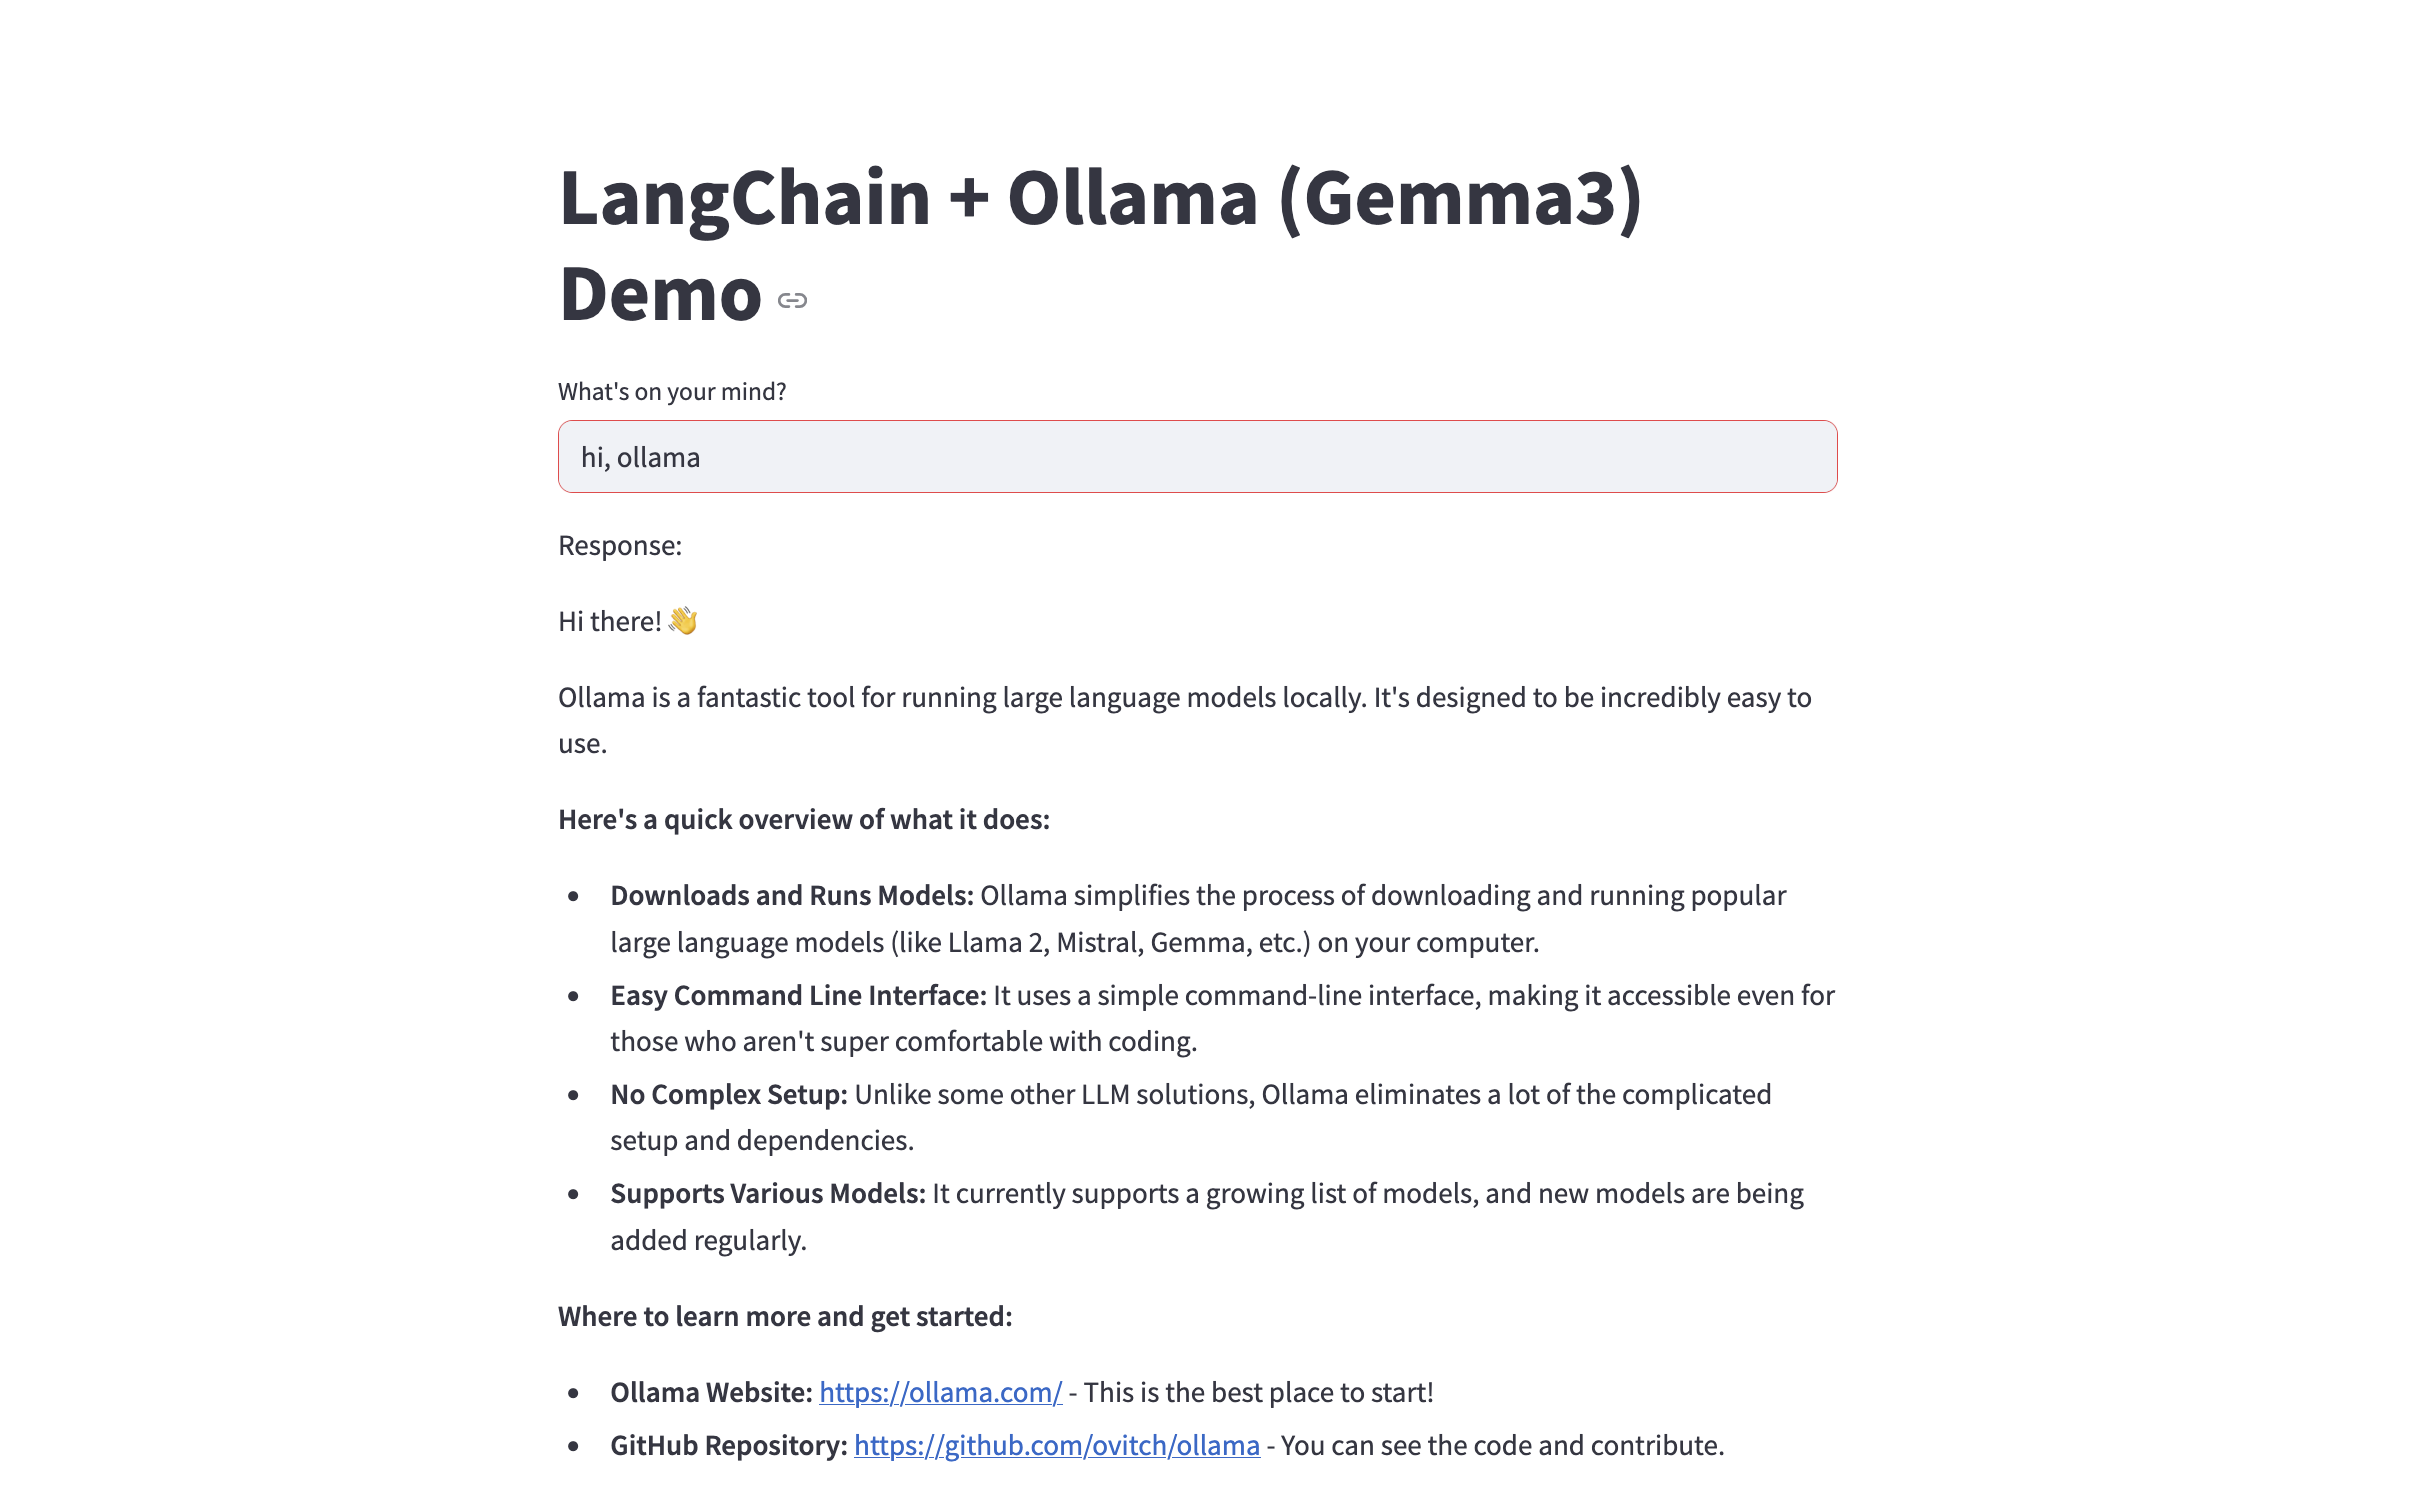 LangChain + Ollama (Gemma3)
Demo
What's on your mind?
hi, ollama
Response:
Hi there! 👋
Ollama is a fantastic tool for running large language models locally. It's designed to be incredibly easy to
use.
Here's a quick overview of what it does:
• Downloads and Runs Models: Ollama simplifies the process of downloading and running popular
large language models (like Llama 2, Mistral, Gemma, etc.) on your computer.
• Easy Command Line Interface: It uses a simple command-line interface, making it accessible even for
those who aren't super comfortable with coding.
• No Complex Setup: Unlike some other LLM solutions, Ollama eliminates a lot of the complicated
setup and dependencies.
• Supports Various Models: It currently supports a growing list of models, and new models are being
added regularly.
Where to learn more and get started:
• Ollama Website: https://ollama.com/ - This is the best place to start!
• GitHub Repository: https://github.com/ovitch/ollama - You can see the code and contribute.